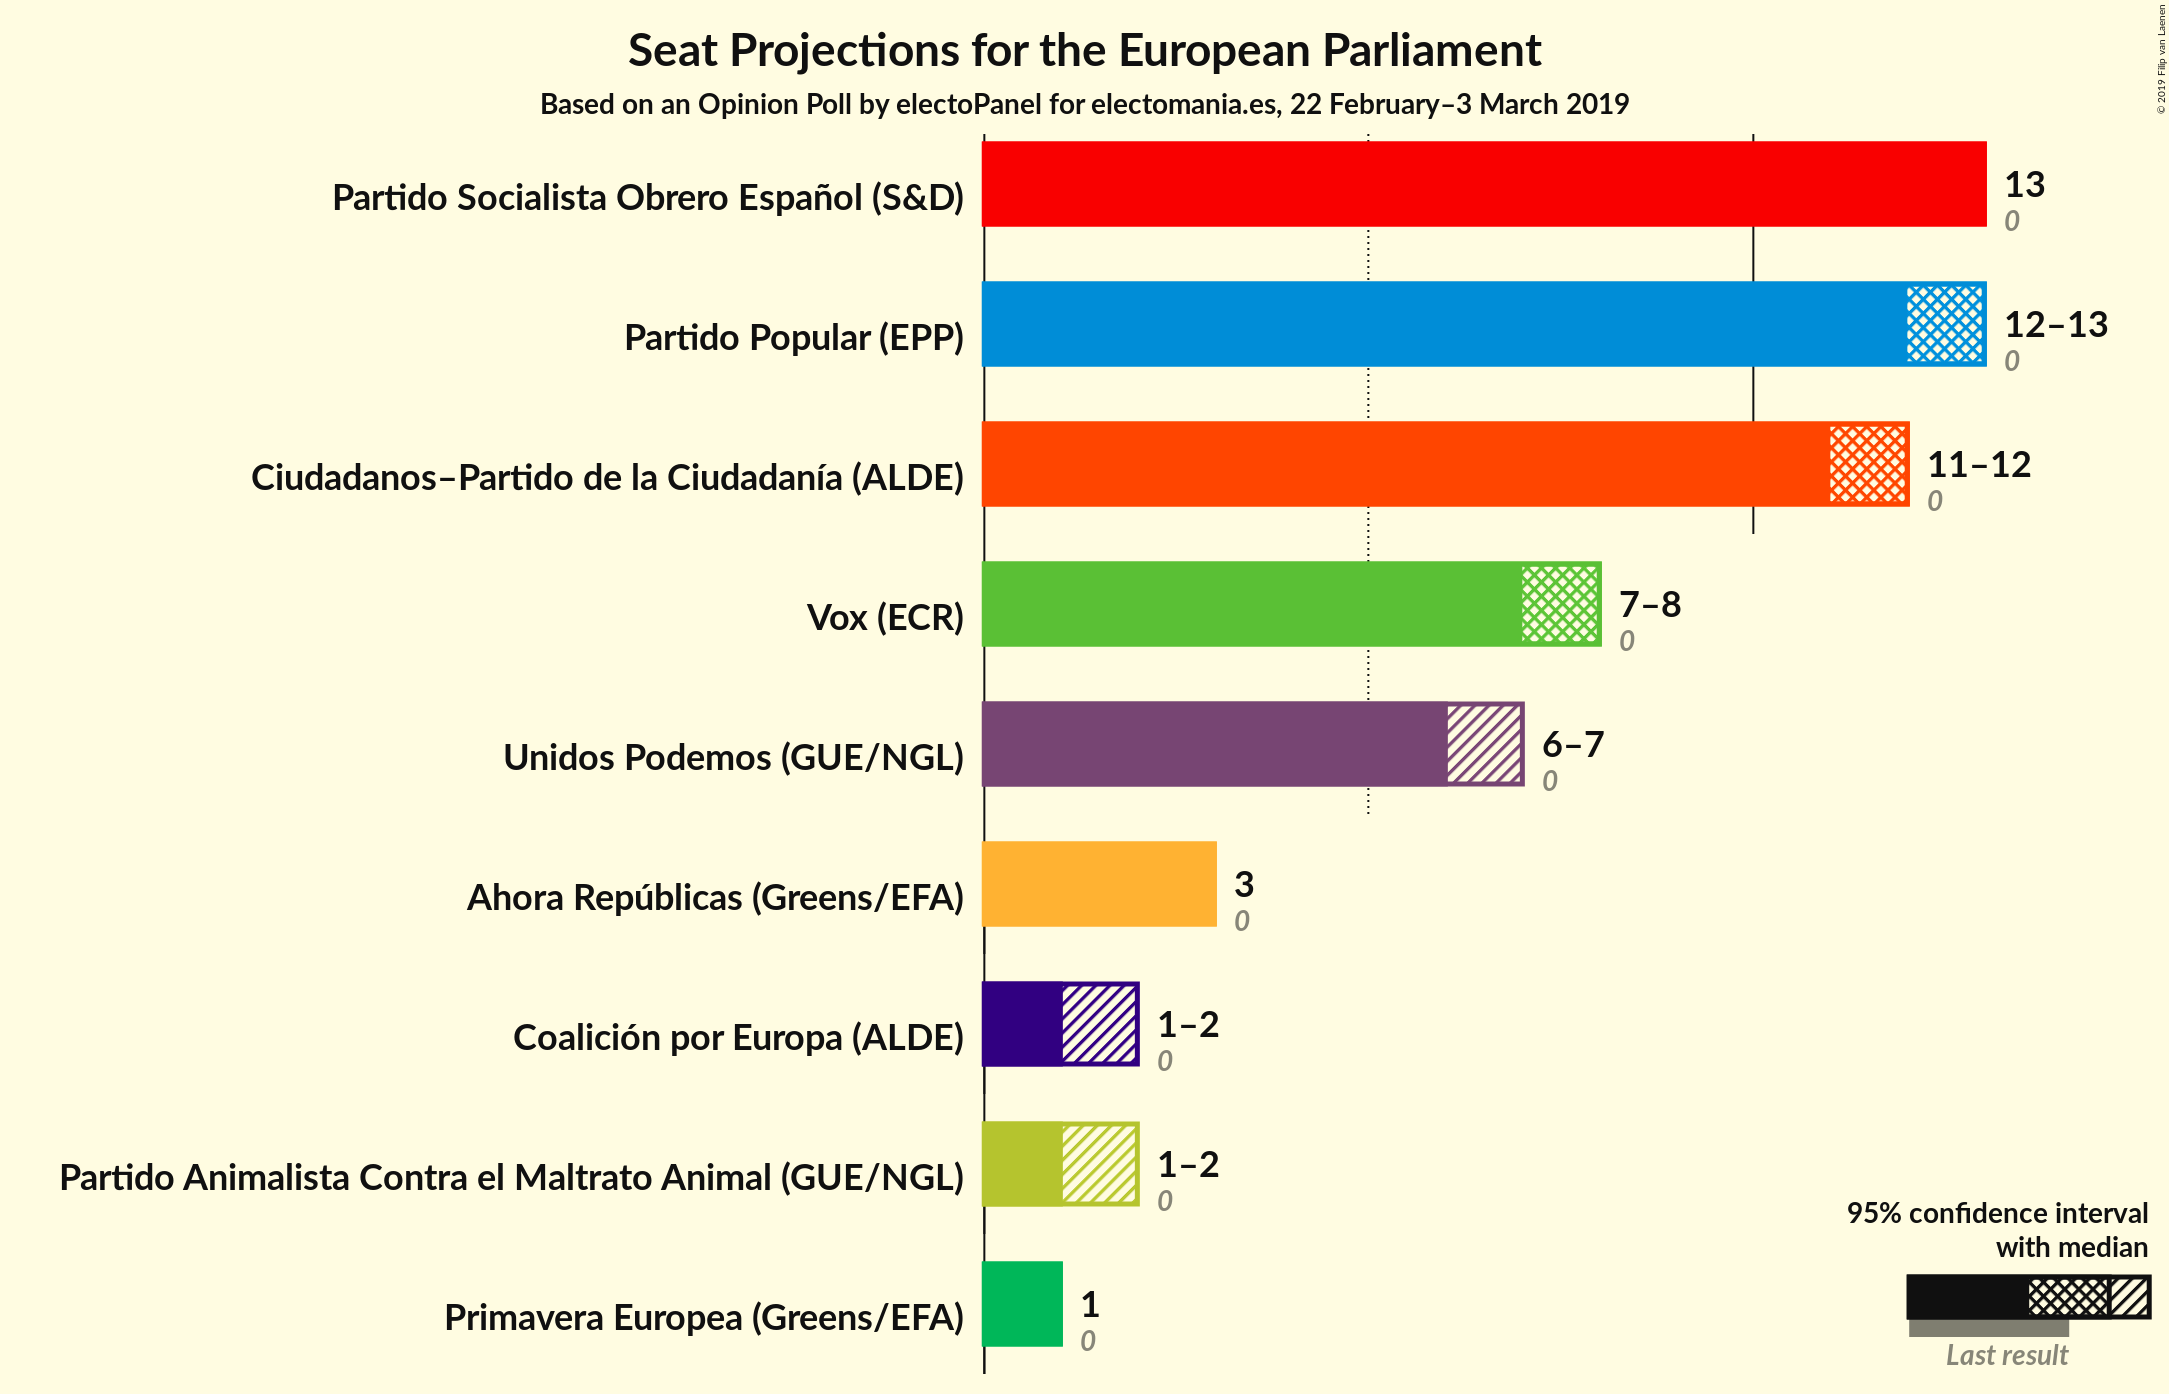 Seat Projections for the European Parliament
Based on an Opinion Poll by electoPanel for electomania.es, 22 February–3 March 2019
© 2019 Filip van Laenen
Partido Socialista Obrero Español (S&D)
13
0
Partido Popular (EPP)
12–13
0
Ciudadanos–Partido de la Ciudadanía (ALDE)
11–12
0
Vox (ECR)
7–8
0
Unidos Podemos (GUE/NGL)
6–7
0
Ahora Repúblicas (Greens/EFA)
3
0
Coalición por Europa (ALDE)
1–2
0
Partido Animalista Contra el Maltrato Animal (GUE/NGL)
1–2
0
Primavera Europea (Greens/EFA)
1
0
95% confidence interval
with median
Last result